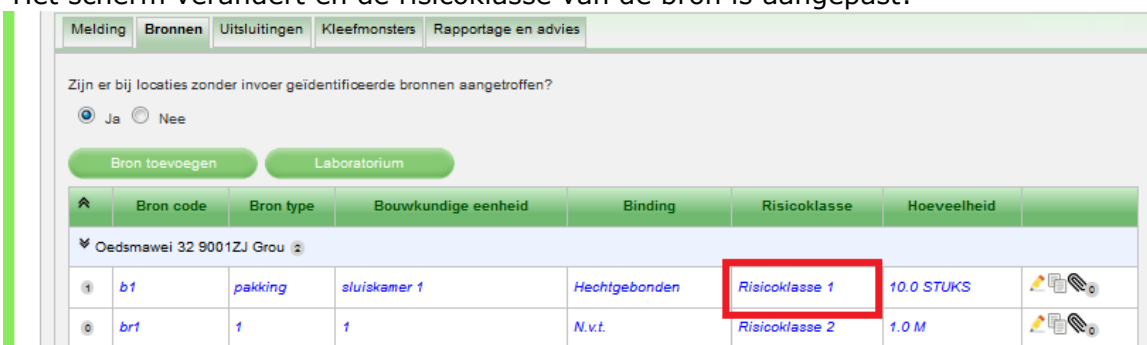 Het scherm verandert en de risicoklasse van de bron is aangepast:
Melding Bronnen Uitsluitingen Kleefmonsters Rapportage en advies
Zijn er bij locaties zonder invoer geïdentificeerde bronnen aangetroffen?
Ja Nee
Bron toevoegen Laboratorium
Bron code Bron type Bouwkundige eenheid Binding Risicoklasse Hoeveelheid
Oedsmawei 32 9001ZJ Grou 2
1 b1 pakking sluiskamer 1 Hechtgebonden Risicoklasse 1 10.0 STUKS 0
0 br1 1 1 N.v.t. Risicoklasse 2 1.0 M 0